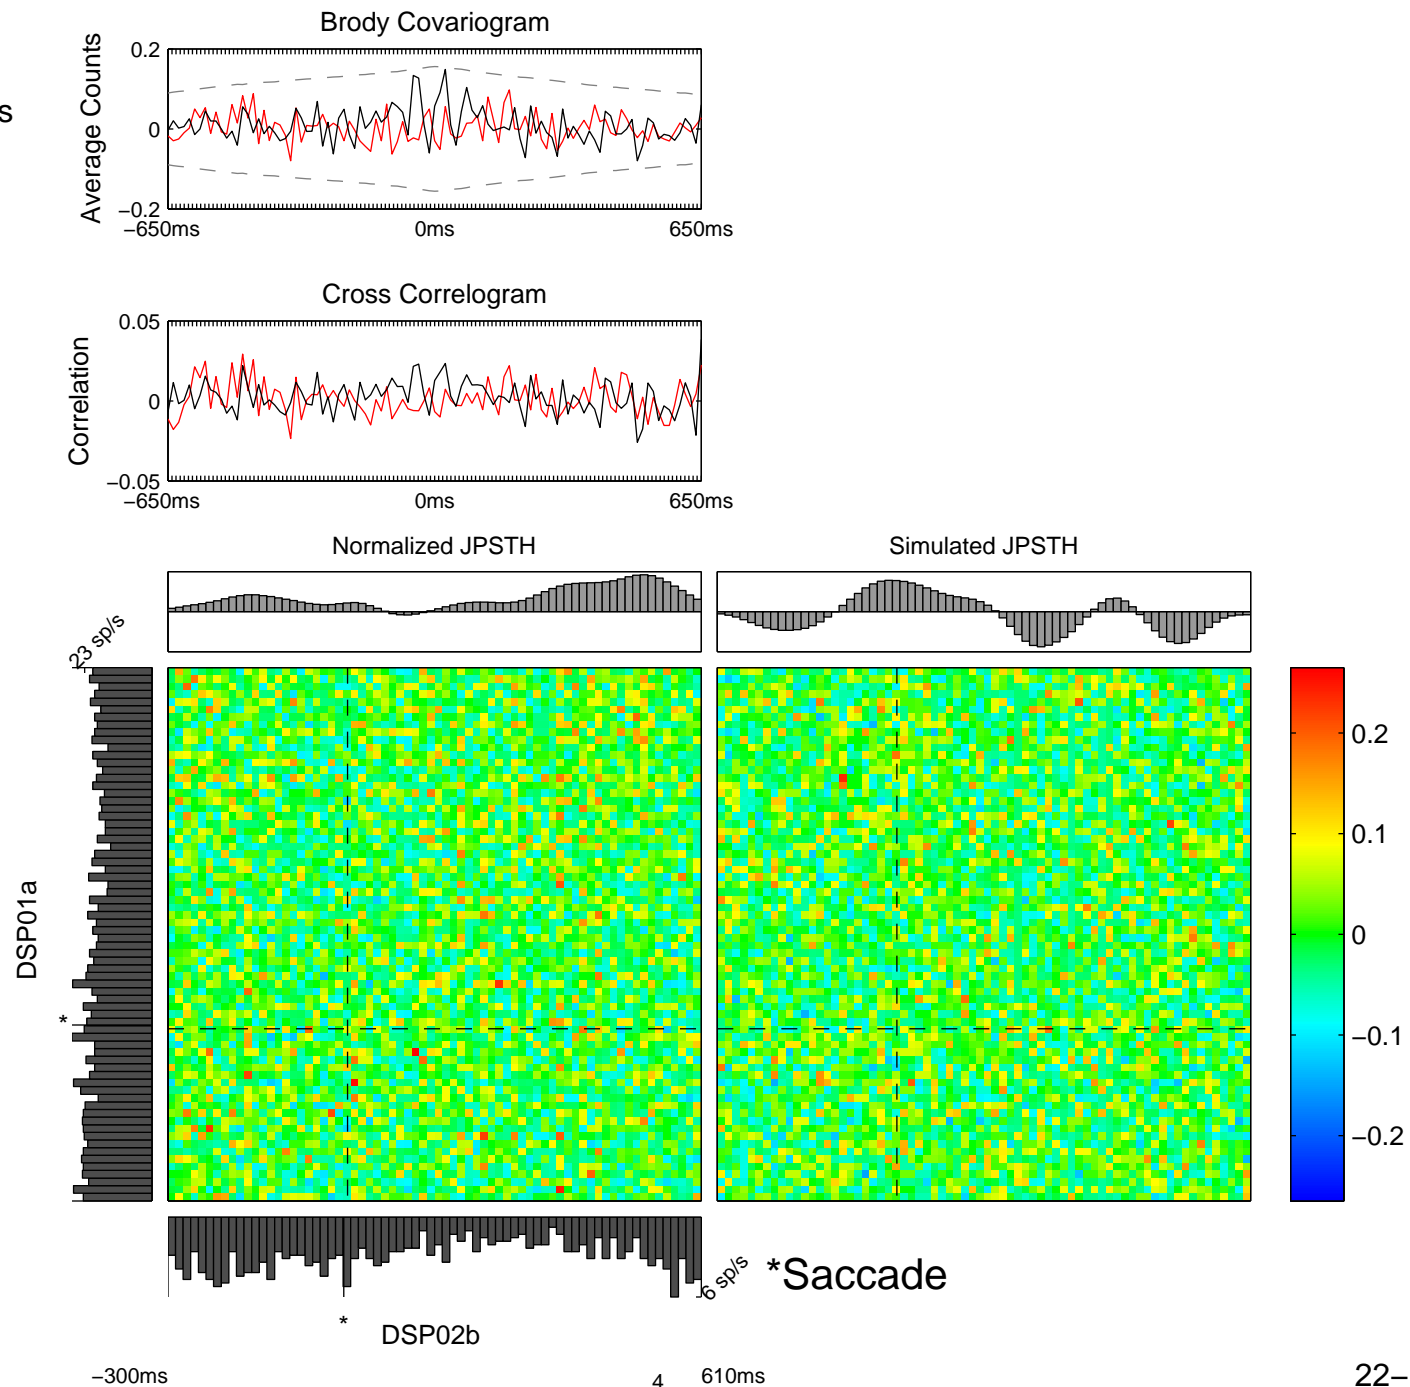 Brody Covariogram
s
Average Counts
0.2
0
−0.2
−650ms
0ms
650ms
Cross Correlogram
Correlation
0.05
0
−0.05
−650ms
0ms
650ms
Normalized JPSTH
Simulated JPSTH
23 sp/s
DSP01a
*
0.2
0.1
0
−0.1
−0.2
6 sp/s
*Saccade
*
DSP02b
−300ms
4
610ms
22−